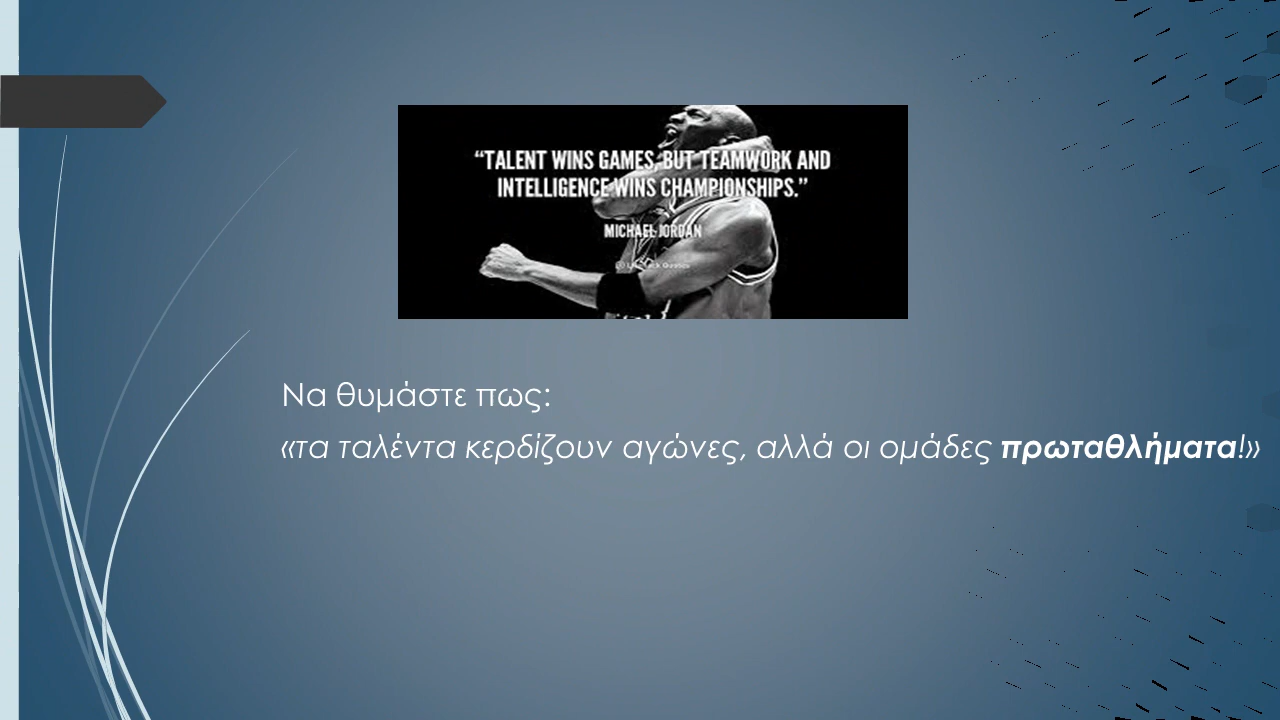 “TALENT WINS GAMES, BUT TEAMWORK AND
INTELLIGENCE WINS CHAMPIONSHIPS.”
MICHAEL JORDAN
Quotes
Να θυμάστε πως:
«τα ταλέντα κερδίζουν αγώνες, αλλά οι ομάδες πρωταθλήματα!»